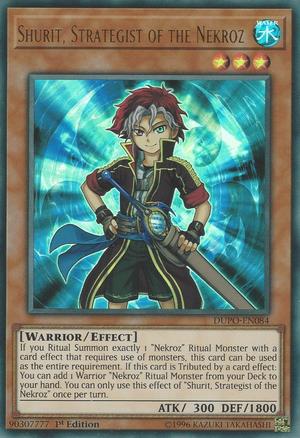 Shurit, Strategist of the Nekroz
WATER
水
DUPO-EN084
[Warrior/Effect]
If you Ritual Summon exactly 1 "Nekroz" Ritual Monster with a
card effect that requires use of monsters, this card can be used
as the entire requirement. If this card is Tributed by a card effect:
You can add 1 Warrior "Nekroz" Ritual Monster from your Deck
to your hand. You can only use this effect of "Shurit, Strategist of the
Nekroz" once per turn.
ATK/ 300 DEF/1800
90307777 1st Edition ©1996 KAZUKI TAKAHASHI